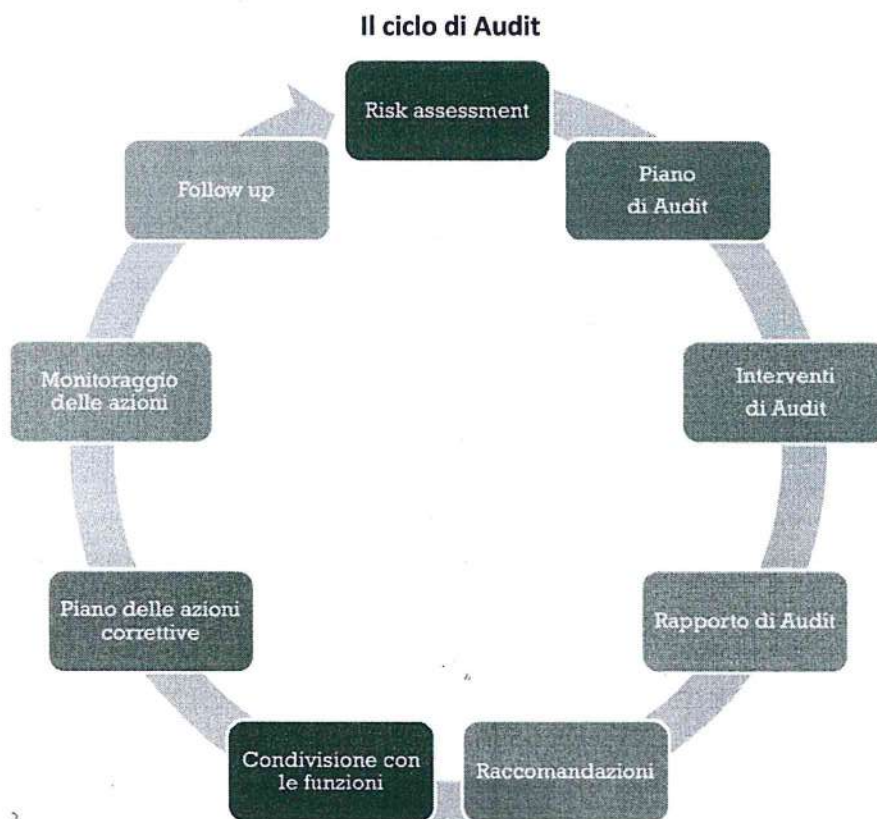 Il ciclo di Audit
Risk assessment
Piano
di Audit
Interventi
di Audit
Rapporto di Audit
Raccomandazioni
Condivisione con
le funzioni
Piano delle azioni
correttive
Monitoraggio
delle azioni
Follow up